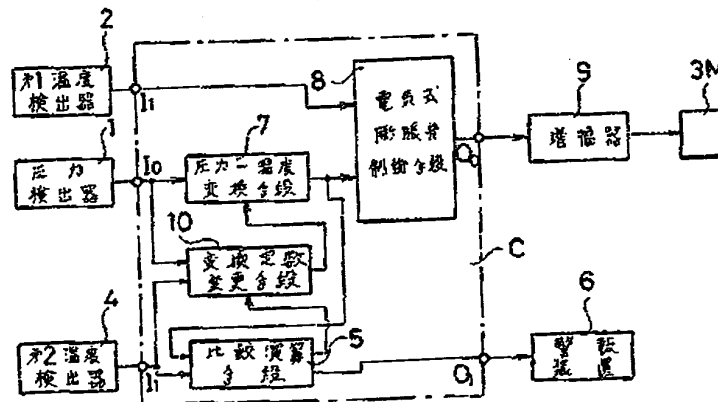 2
第1温度
検出器
I1
8
電気式
膨張弁
制御手段
O0
9
増幅器
3M
1
圧力
検出器
I0
7
圧力－温度
変換手段
10
変換定数
変更手段
C
4
第2温度
検出器
I1
比較演算
手段
5
O1
6
警報
装置